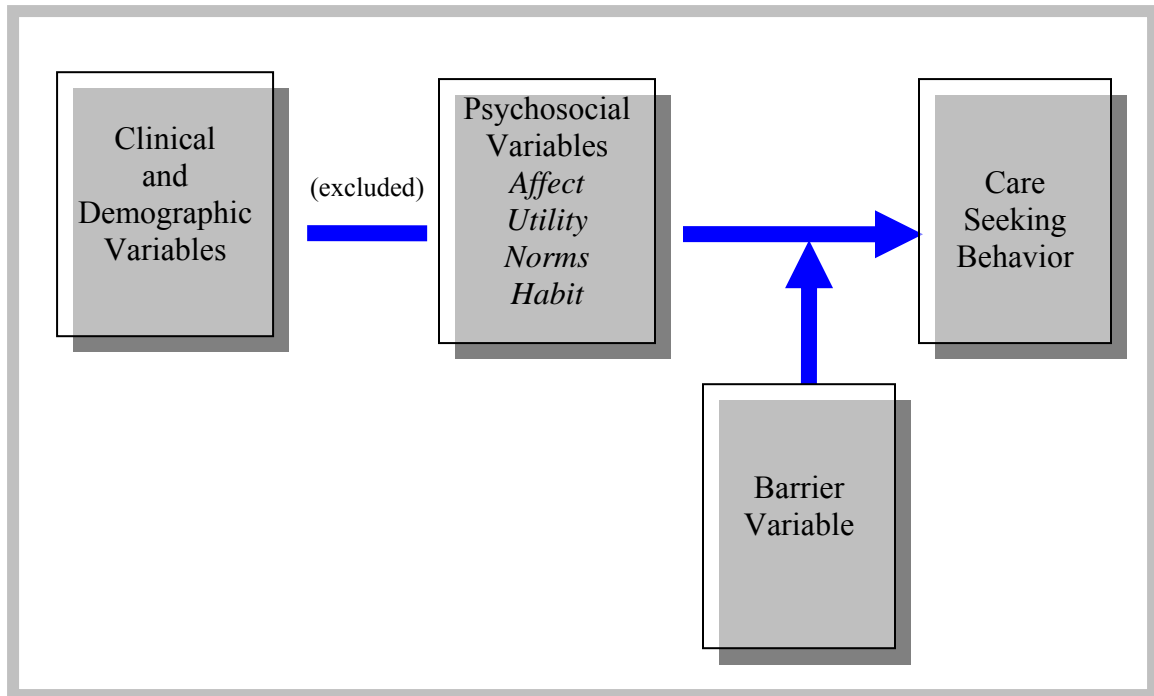 Clinical
and
Demographic
Variables
(excluded)
Psychosocial
Variables
Affect
Utility
Norms
Habit
Care
Seeking
Behavior
Barrier
Variable